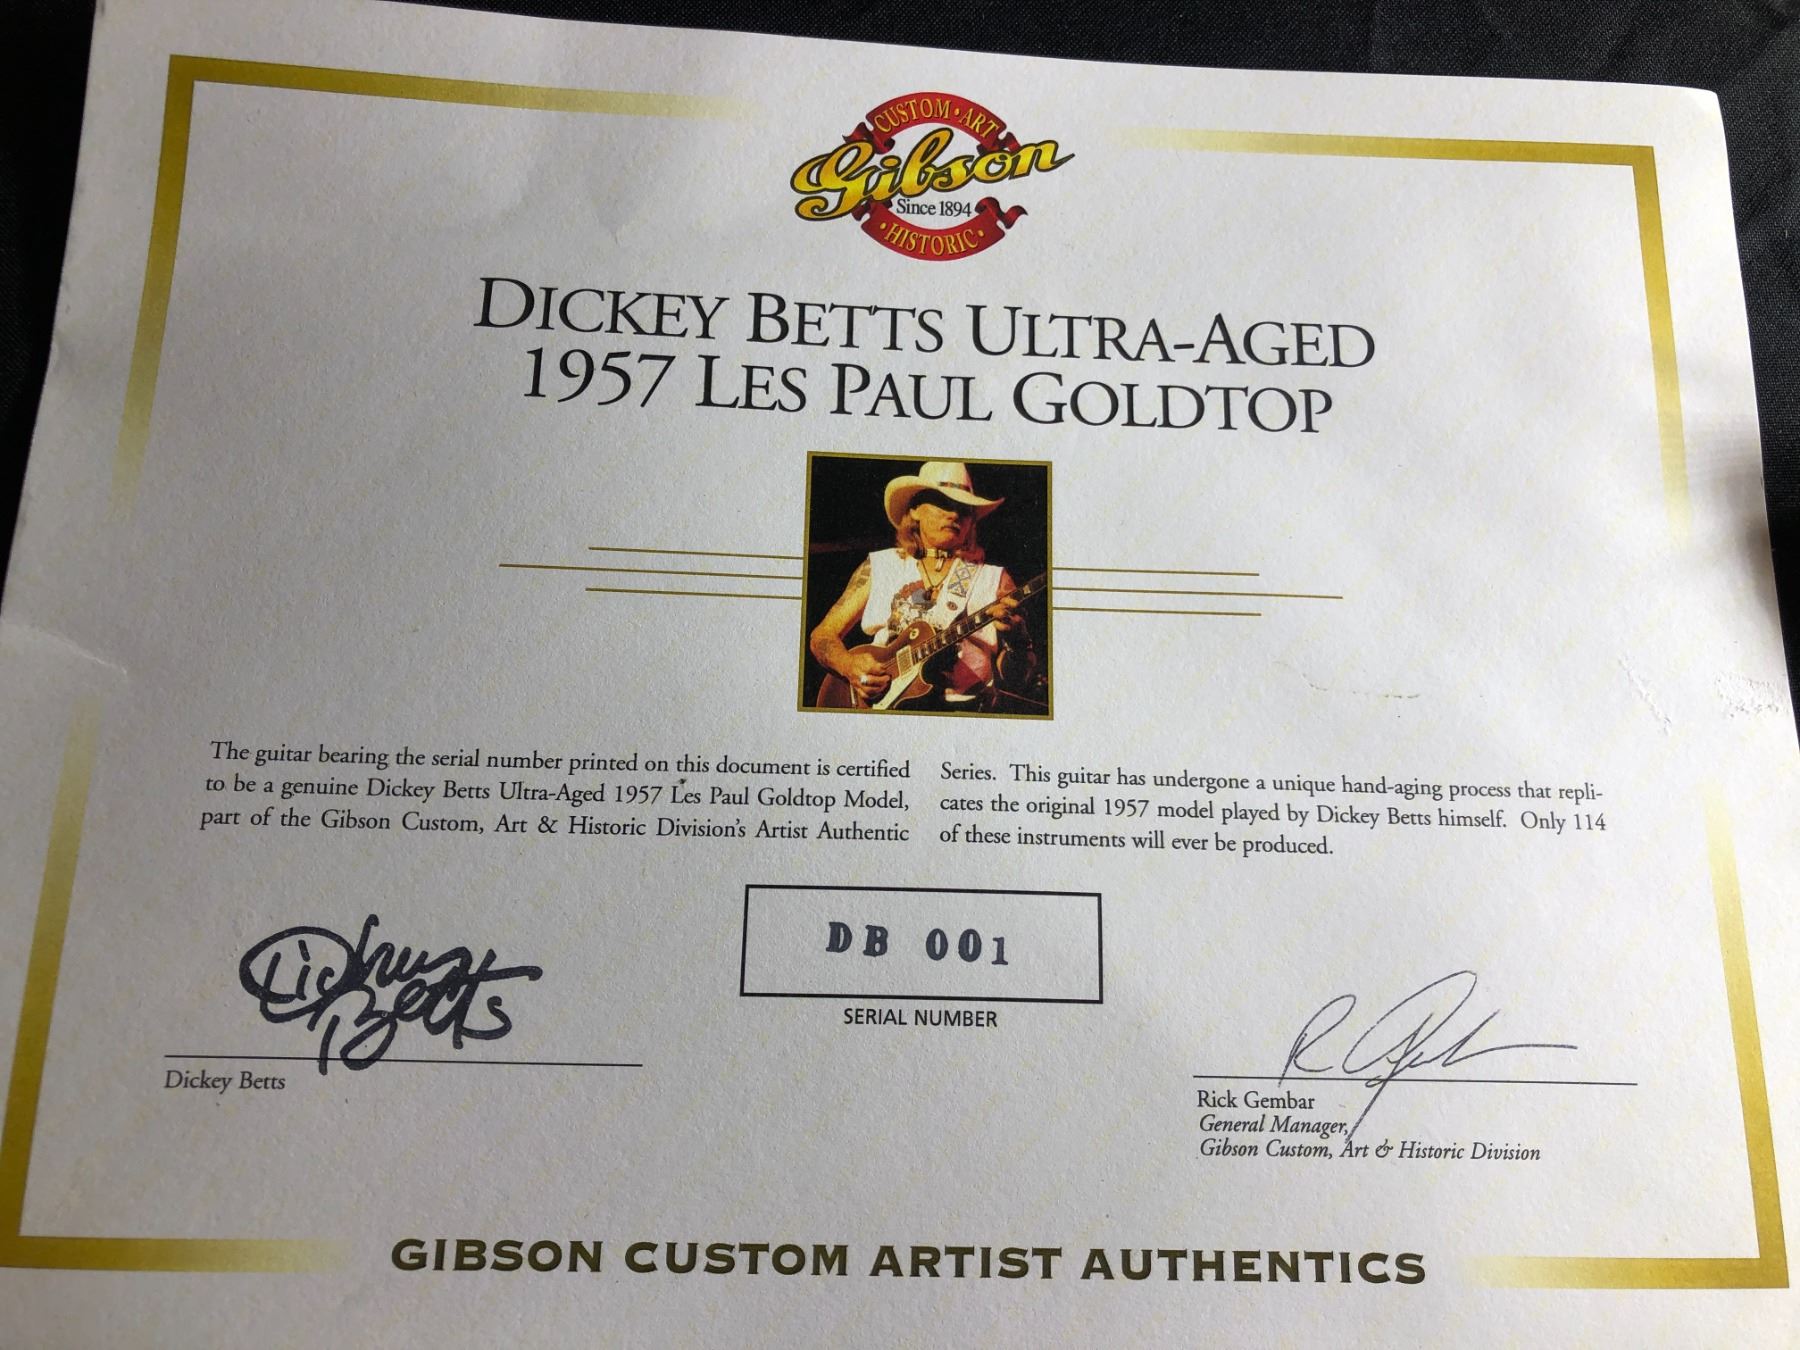 CUSTOM • ART
Gibson
Since 1894
• HISTORIC •
DICKEY BETTS ULTRA-AGED
1957 LES PAUL GOLDTOP
The guitar bearing the serial number printed on this document is certified
to be a genuine Dickey Betts Ultra-Aged 1957 Les Paul Goldtop Model,
part of the Gibson Custom, Art & Historic Division's Artist Authentic
Series. This guitar has undergone a unique hand-aging process that repli-
cates the original 1957 model played by Dickey Betts himself. Only 114
of these instruments will ever be produced.
DB 001
SERIAL NUMBER
Dickey Betts
Dickey Betts
Rick Gembar
General Manager,
Gibson Custom, Art & Historic Division
GIBSON CUSTOM ARTIST AUTHENTICS